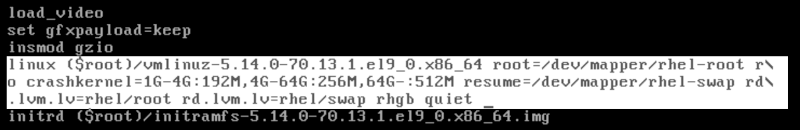 load_video
set gfxpayload=keep
insmod gzio
linux ($root)/vmlinuz-5.14.0-70.13.1.el9_0.x86_64 root=/dev/mapper/rhel-root r\
o crashkernel=1G-4G:192M,4G-64G:256M,64G-:512M resume=/dev/mapper/rhel-swap rd\
.lvm.lv=rhel/root rd.lvm.lv=rhel/swap rhgb quiet _
initrd ($root)/initramfs-5.14.0-70.13.1.el9_0.x86_64.img